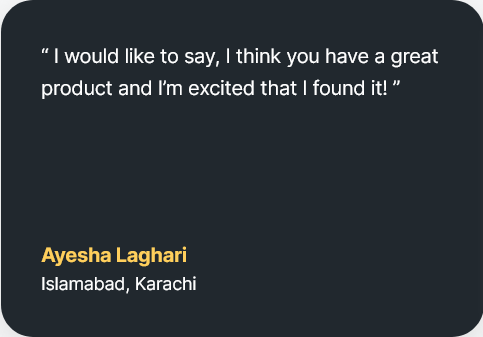 “ I would like to say, I think you have a great
product and I’m excited that I found it! ”
Ayesha Laghari
Islamabad, Karachi